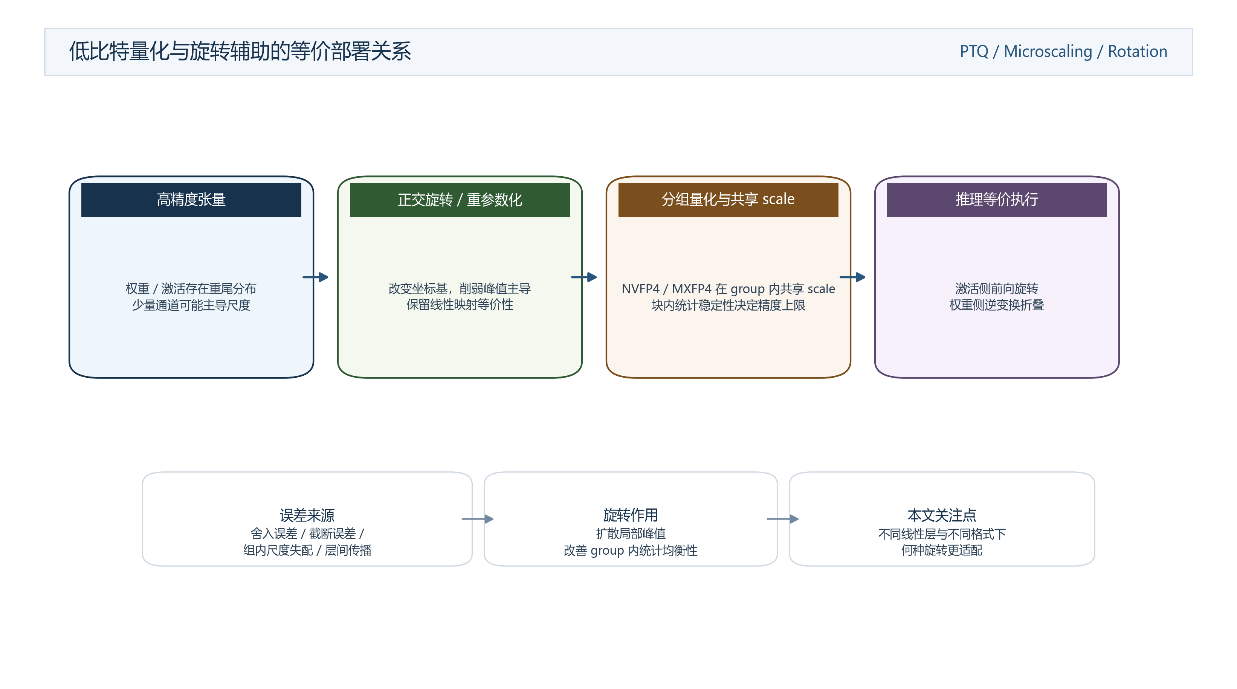 低比特量化与旋转辅助的等价部署关系
PTQ / Microscaling / Rotation
高精度张量
权重 / 激活存在重尾分布
少量通道可能主导尺度
正交旋转 / 重参数化
改变坐标基，削弱峰值主导
保留线性映射等价性
分组量化与共享 scale
NVFP4 / MXFP4 在 group 内共享 scale
块内统计稳定性决定精度上限
推理等价执行
激活侧前向旋转
权重侧逆变换折叠
误差来源
舍入误差 / 截断误差 /
组内尺度失配 / 层间传播
旋转作用
扩散局部峰值
改善 group 内统计均衡性
本文关注点
不同线性层与不同格式下
何种旋转更适配